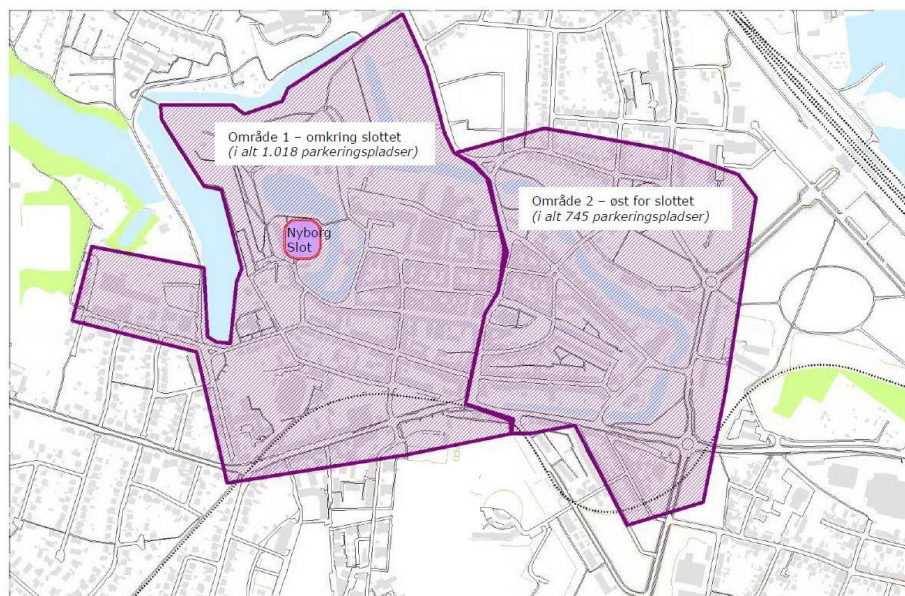 Område 1 – omkring slottet
(i alt 1.018 parkeringspladser)
Område 2 – øst for slottet
(i alt 745 parkeringspladser)
Nyborg
Slot